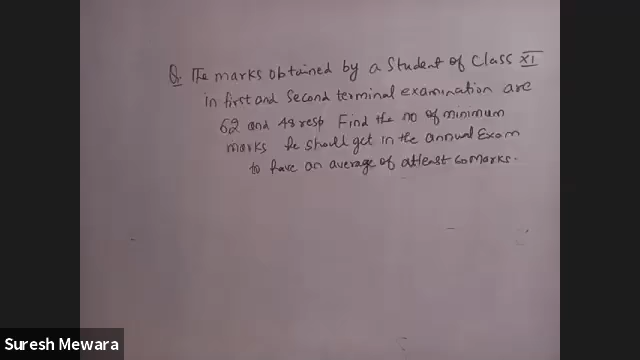 Q. The marks obtained by a Student of Class XI
in first and Second terminal examination are
62 and 48 resp Find the no of minimum
marks he should get in the annual Exam
to have an average of atleast 60 marks.
Suresh Mewara